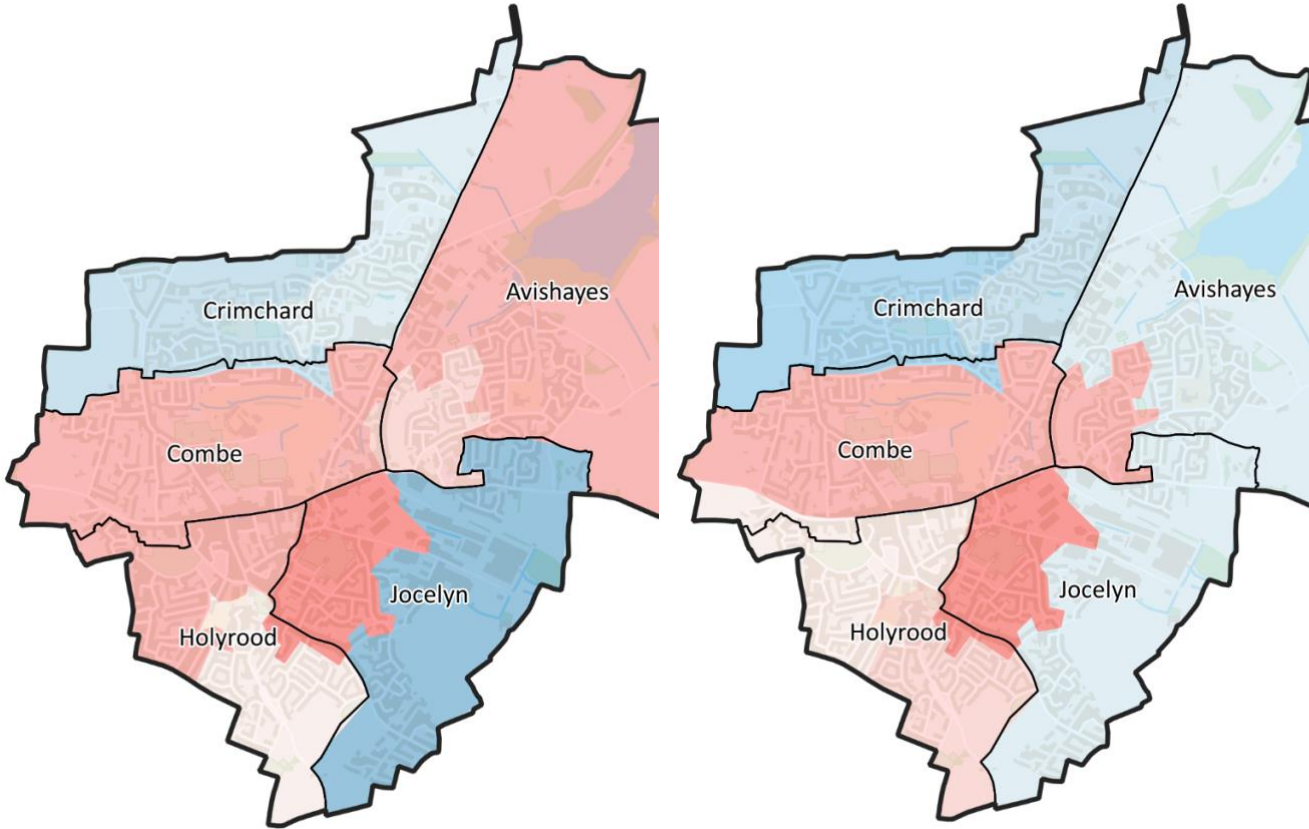 Crimchard
Avishayes
Combe
Jocelyn
Holyrood
Crimchard
Avishayes
Combe
Jocelyn
Holyrood